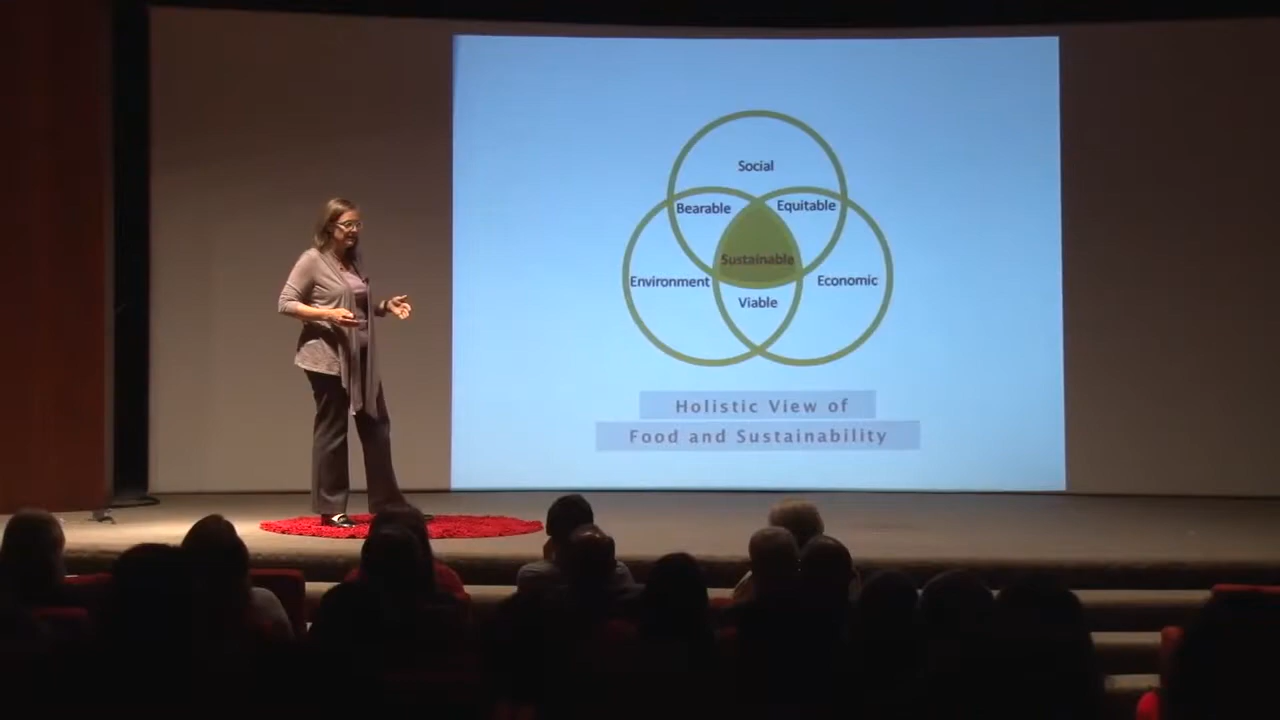 Social
Bearable
Equitable
Sustainable
Environment
Economic
Viable
Holistic View of
Food and Sustainability